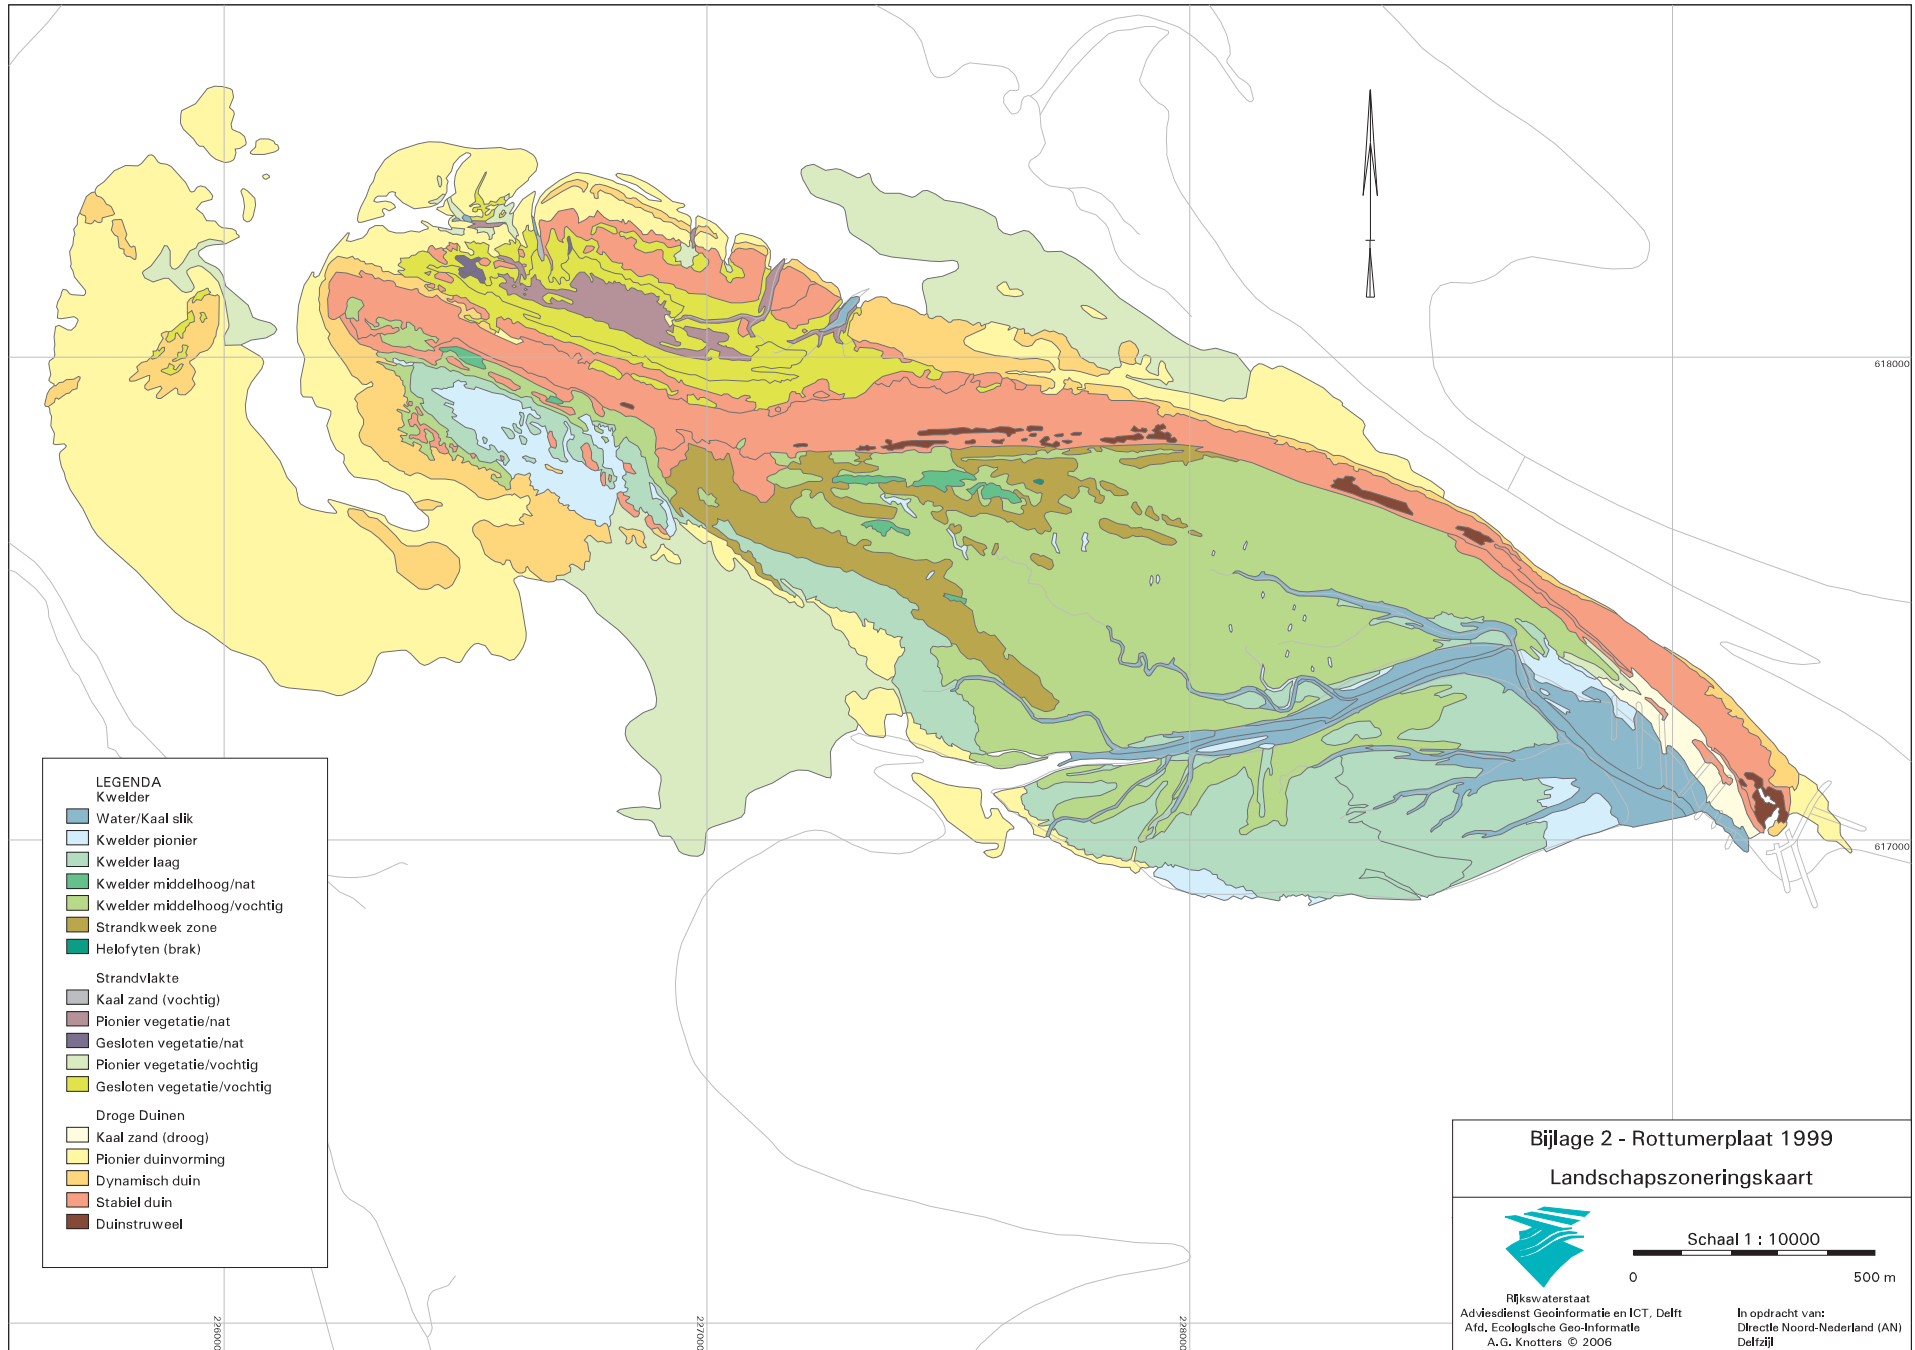 618000
LEGENDA
Kwelder
Water/Kaal slik
Kwelder pionier
Kwelder laag
Kwelder middelhoog/nat
Kwelder middelhoog/vochtig
Strandkweek zone
Helofyten (brak)
Strandvlakte
Kaal zand (vochtig)
Pionier vegetatie/nat
Gesloten vegetatie/nat
Pionier vegetatie/vochtig
Gesloten vegetatie/vochtig
Droge Duinen
Kaal zand (droog)
Pionier duinvorming
Dynamisch duin
Stabiel duin
Duinstruweel
617000
226000
227000
228000
Bijlage 2 - Rottumerplaat 1999
Landschapszoneringskaart
Schaal 1 : 10000
0 500 m
Rijkswaterstaat
Adviesdienst Geoinformatie en ICT, Delft
Afd. Ecologische Geo-Informatie
A.G. Knotters © 2006
In opdracht van:
Directie Noord-Nederland (AN)
Delfzijl